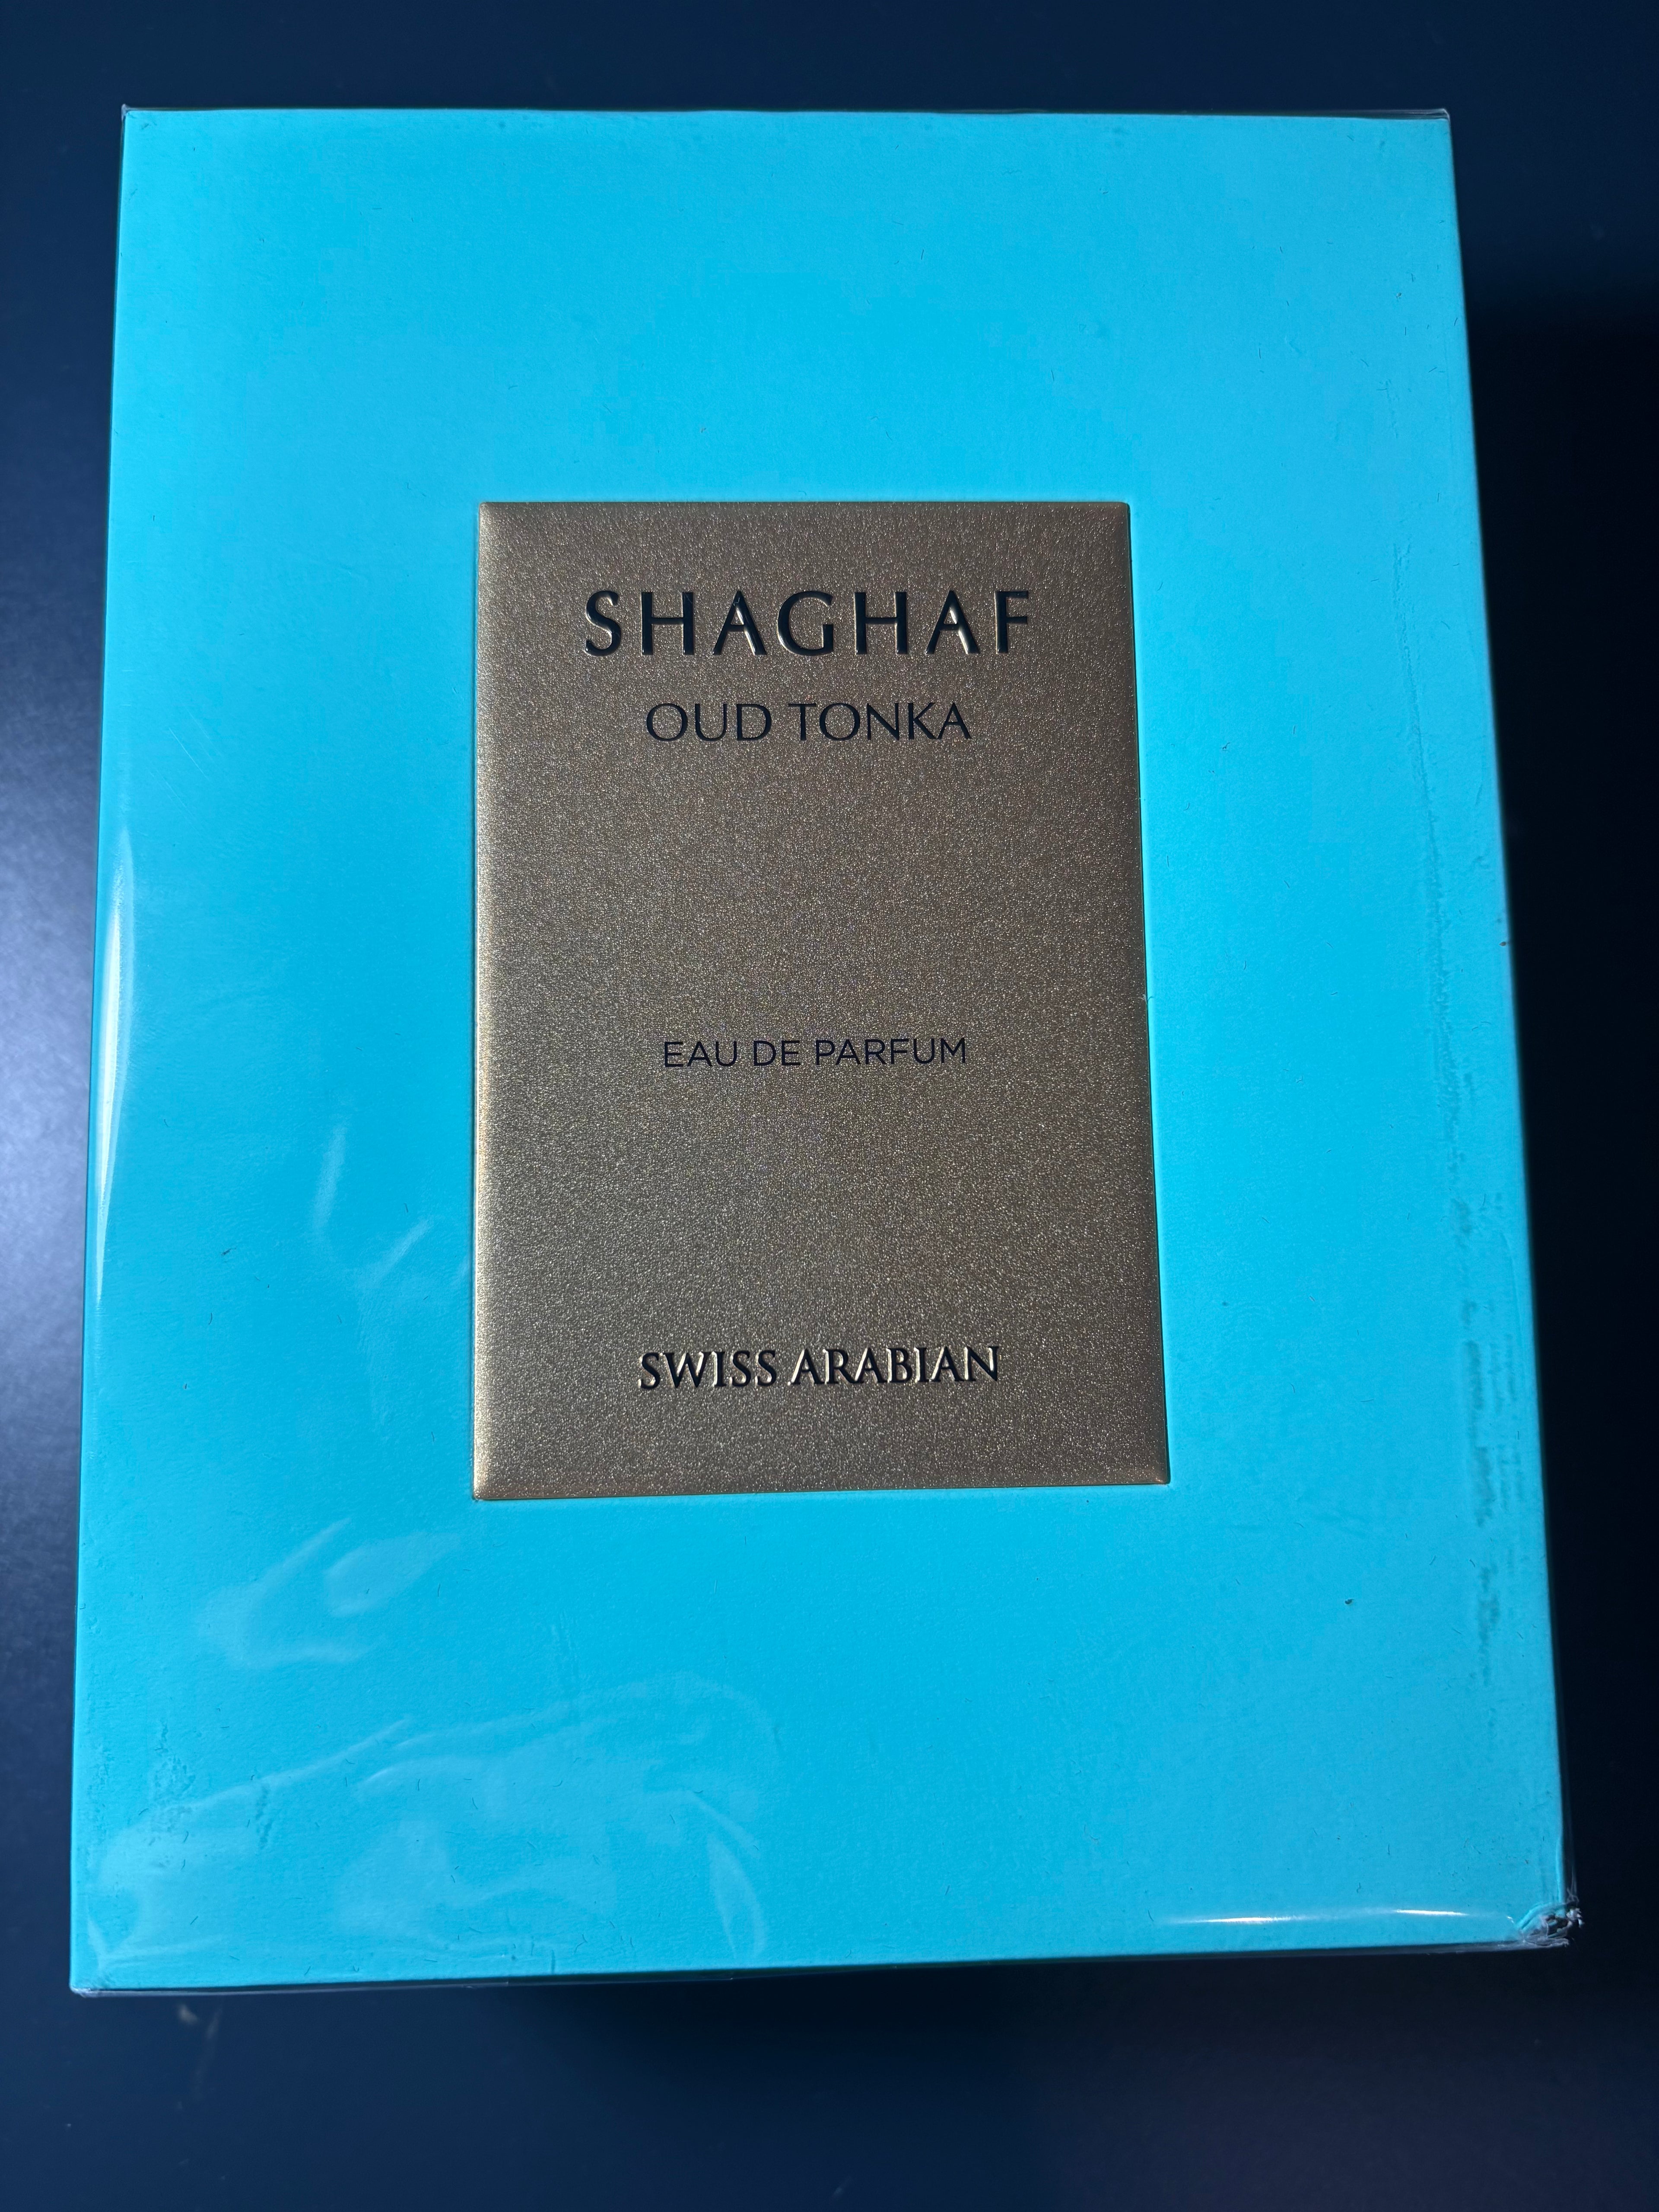 SHAGHAF
OUD TONKA
EAU DE PARFUM
SWISS ARABIAN